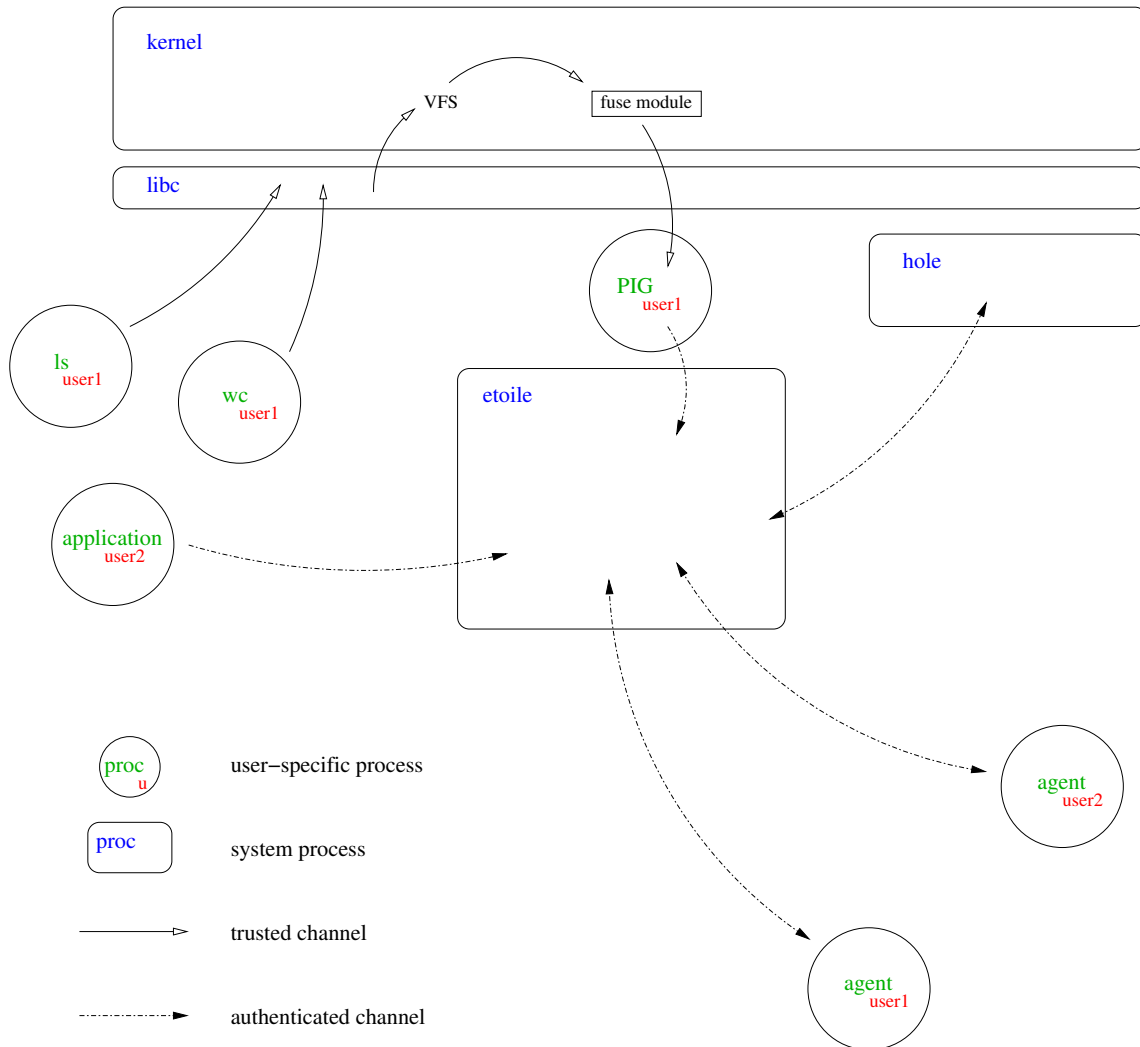 kernel
VFS
fuse module
libc
hole
PIG
user1
ls
user1
wc
user1
etoile
application
user2
proc
u
user−specific process
agent
user2
proc
system process
trusted channel
agent
user1
authenticated channel